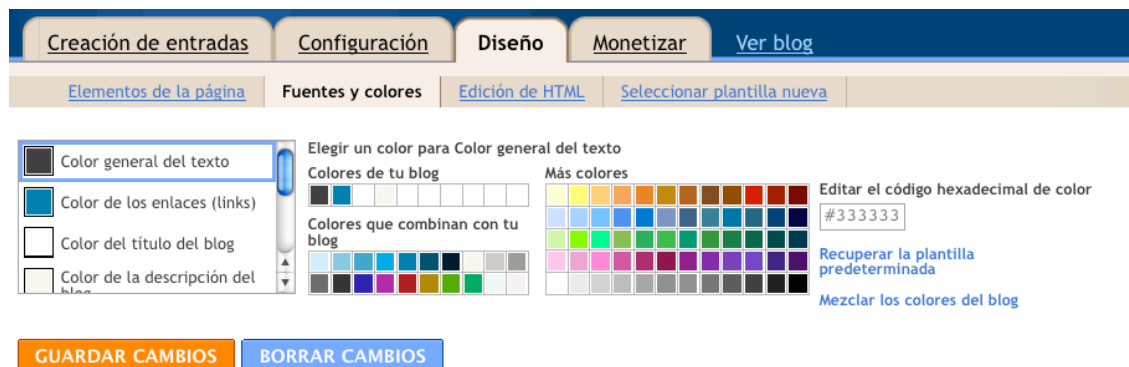 Creación de entradas
Configuración
Diseño
Monetizar
Ver blog
Elementos de la página
Fuentes y colores
Edición de HTML
Seleccionar plantilla nueva
Color general del texto
Color de los enlaces (links)
Color del título del blog
Color de la descripción del
blog
Elegir un color para Color general del texto
Colores de tu blog
Colores que combinan con tu
blog
Más colores
Editar el código hexadecimal de color
#333333
Recuperar la plantilla
predeterminada
Mezclar los colores del blog
GUARDAR CAMBIOS
BORRAR CAMBIOS